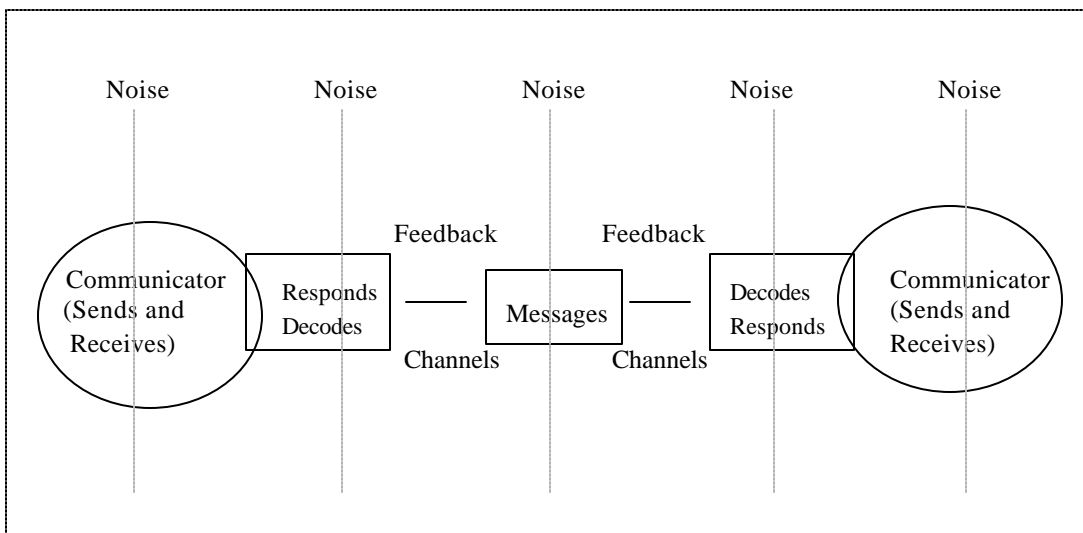 Noise Noise Noise Noise Noise
Feedback Feedback
Communicator
(Sends and
Receives)
Responds
Decodes
Messages
Decodes
Responds
Communicator
(Sends and
Receives)
Channels Channels